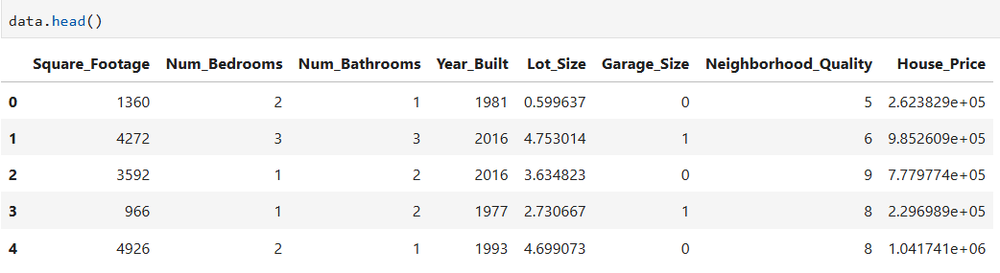 data.head()
Square_Footage Num_Bedrooms Num_Bathrooms Year_Built Lot_Size Garage_Size Neighborhood_Quality House_Price
0 1360 2 1 1981 0.599637 0 5 2.623829e+05
1 4272 3 3 2016 4.753014 1 6 9.852609e+05
2 3592 1 2 2016 3.634823 0 9 7.779774e+05
3 966 1 2 1977 2.730667 1 8 2.296989e+05
4 4926 2 1 1993 4.699073 0 8 1.041741e+06